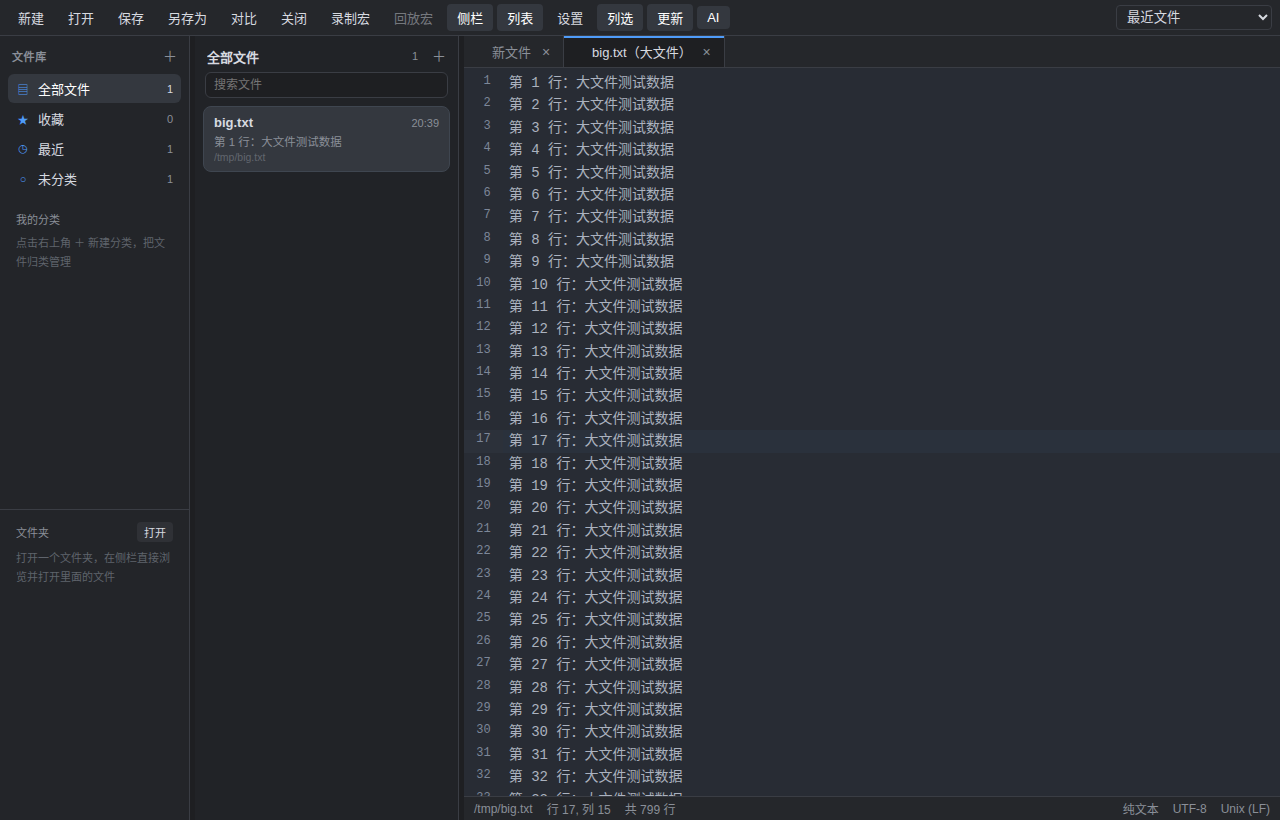 新建 打开 保存 另存为 对比 关闭 录制宏 回放宏 侧栏 列表 设置 列选 更新 AI 最近文件
文件库 ＋
全部文件 1
收藏 0
最近 1
未分类 1
我的分类
点击右上角 ＋ 新建分类，把文
件归类管理
文件夹 打开
打开一个文件夹，在侧栏直接浏
览并打开里面的文件
全部文件 1 ＋
搜索文件
big.txt 20:39
第 1 行：大文件测试数据
/tmp/big.txt
新文件 × big.txt（大文件） ×
1 第 1 行：大文件测试数据
2 第 2 行：大文件测试数据
3 第 3 行：大文件测试数据
4 第 4 行：大文件测试数据
5 第 5 行：大文件测试数据
6 第 6 行：大文件测试数据
7 第 7 行：大文件测试数据
8 第 8 行：大文件测试数据
9 第 9 行：大文件测试数据
10 第 10 行：大文件测试数据
11 第 11 行：大文件测试数据
12 第 12 行：大文件测试数据
13 第 13 行：大文件测试数据
14 第 14 行：大文件测试数据
15 第 15 行：大文件测试数据
16 第 16 行：大文件测试数据
17 第 17 行：大文件测试数据
18 第 18 行：大文件测试数据
19 第 19 行：大文件测试数据
20 第 20 行：大文件测试数据
21 第 21 行：大文件测试数据
22 第 22 行：大文件测试数据
23 第 23 行：大文件测试数据
24 第 24 行：大文件测试数据
25 第 25 行：大文件测试数据
26 第 26 行：大文件测试数据
27 第 27 行：大文件测试数据
28 第 28 行：大文件测试数据
29 第 29 行：大文件测试数据
30 第 30 行：大文件测试数据
31 第 31 行：大文件测试数据
32 第 32 行：大文件测试数据
/tmp/big.txt 行 17, 列 15 共 799 行 纯文本 UTF-8 Unix (LF)